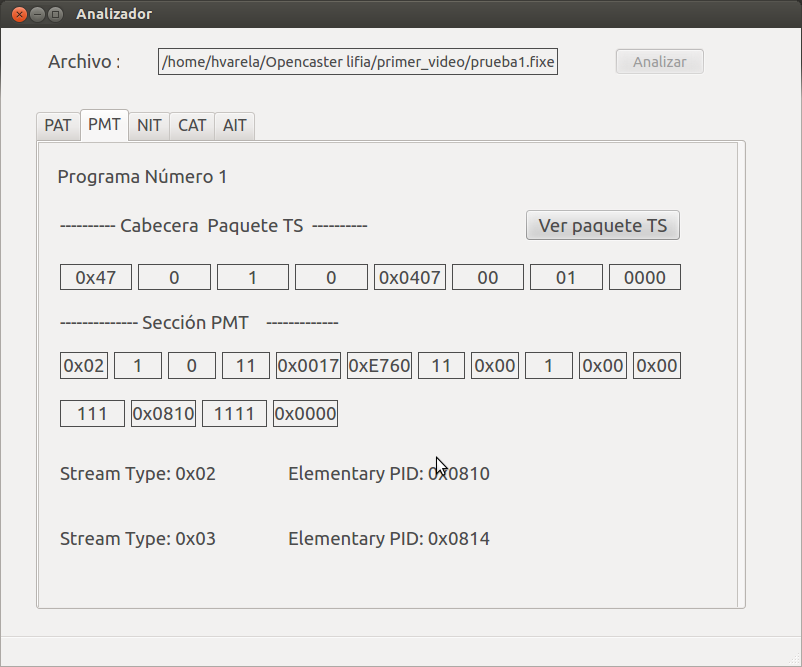 Analizador
Archivo : /home/hvarela/Opencaster lifia/primer_video/prueba1.fixe Analizar
PAT PMT NIT CAT AIT
Programa Número 1
---------- Cabecera Paquete TS ---------- Ver paquete TS
0x47 0 1 0 0x0407 00 01 0000
-------------- Sección PMT -------------
0x02 1 0 11 0x0017 0xE760 11 0x00 1 0x00 0x00
111 0x0810 1111 0x0000
Stream Type: 0x02 Elementary PID: 0x0810
Stream Type: 0x03 Elementary PID: 0x0814